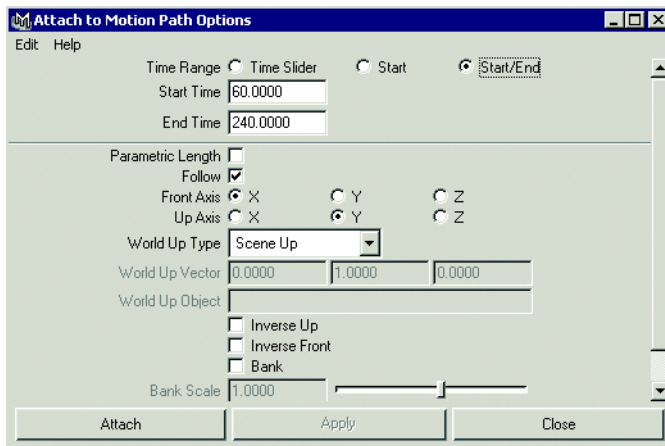 Attach to Motion Path Options
Edit Help
Time Range Time Slider Start Start/End
Start Time 60.0000
End Time 240.0000
Parametric Length
Follow
Front Axis X Y Z
Up Axis X Y Z
World Up Type Scene Up
World Up Vector 0.0000 1.0000 0.0000
World Up Object
Inverse Up
Inverse Front
Bank
Bank Scale 1.0000
Attach Apply Close